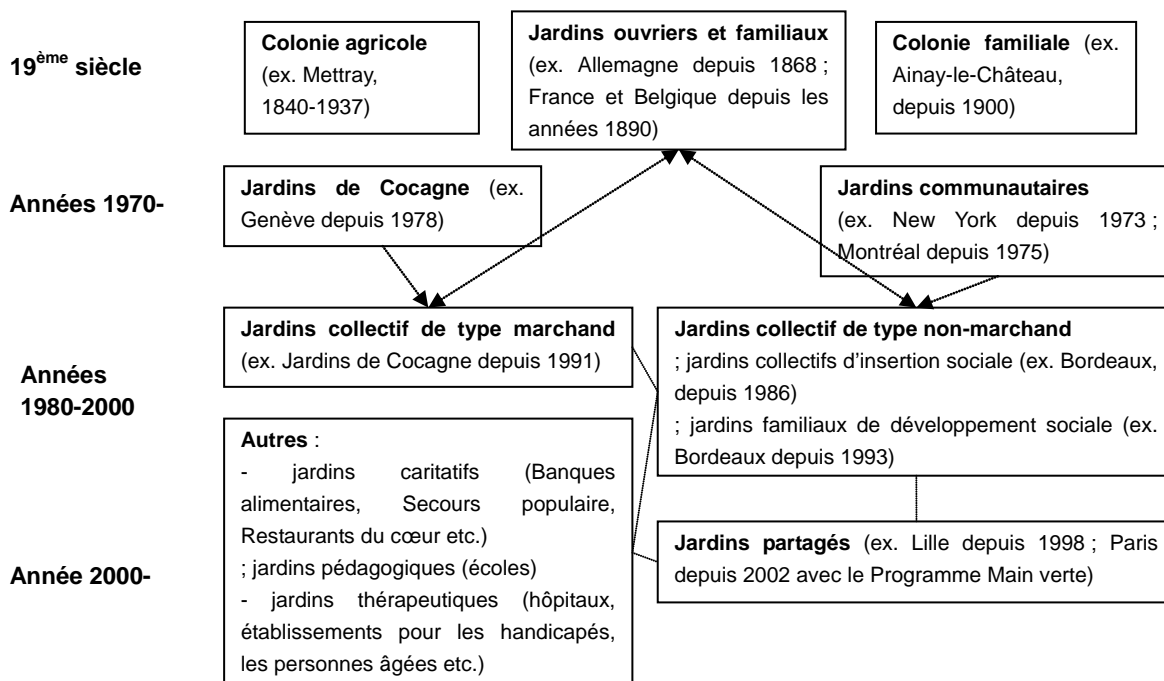 19ème siècle
Colonie agricole
(ex. Mettray,
1840-1937)
Jardins ouvriers et familiaux
(ex. Allemagne depuis 1868 ;
France et Belgique depuis les
années 1890)
Colonie familiale (ex.
Ainay-le-Château,
depuis 1900)
Années 1970-
Jardins de Cocagne (ex.
Genève depuis 1978)
Jardins communautaires
(ex. New York depuis 1973 ;
Montréal depuis 1975)
Années
1980-2000
Jardins collectif de type marchand
(ex. Jardins de Cocagne depuis 1991)
Jardins collectif de type non-marchand
; jardins collectifs d'insertion sociale (ex. Bordeaux,
depuis 1986)
; jardins familiaux de développement sociale (ex.
Bordeaux depuis 1993)
Autres :
- jardins caritatifs (Banques
alimentaires, Secours populaire,
Restaurants du cœur etc.)
; jardins pédagogiques (écoles)
- jardins thérapeutiques (hôpitaux,
établissements pour les handicapés,
les personnes âgées etc.)
Année 2000-
Jardins partagés (ex. Lille depuis 1998 ; Paris
depuis 2002 avec le Programme Main verte)